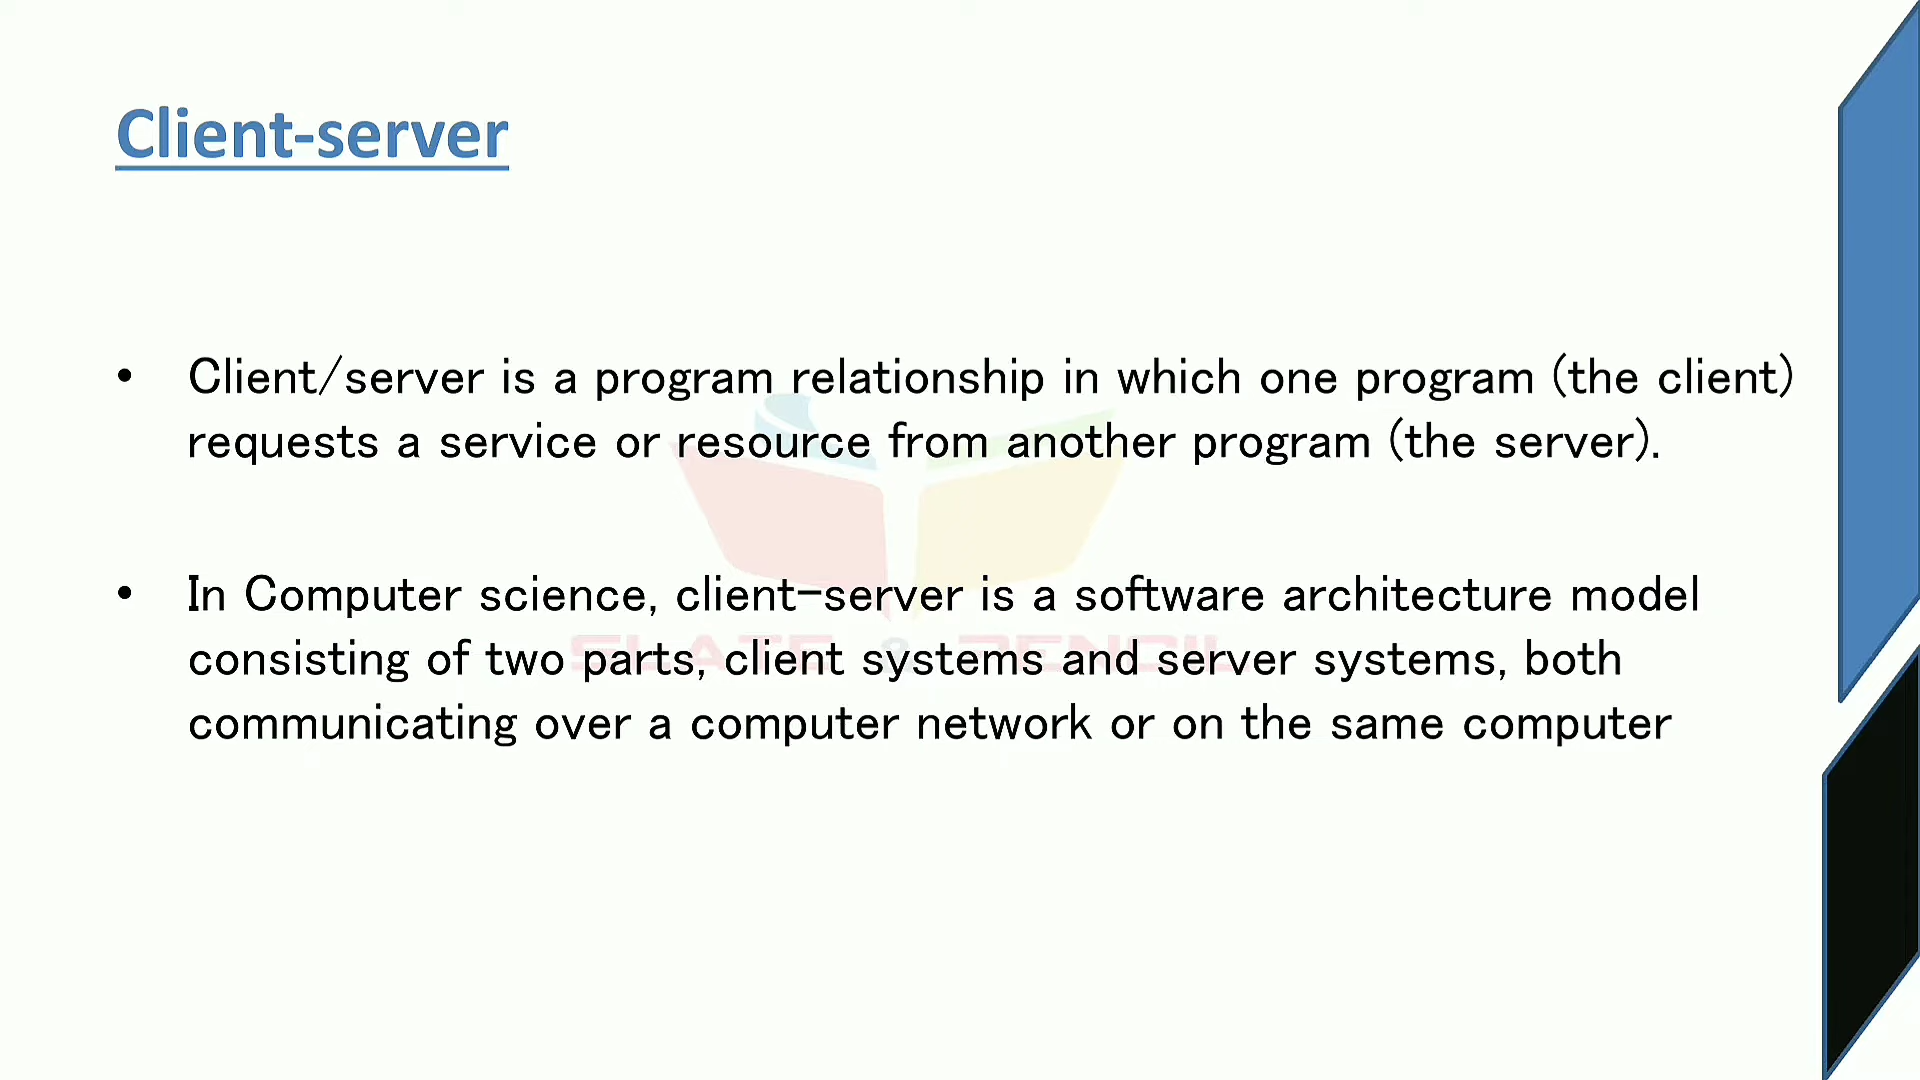 Client-server
• Client/server is a program relationship in which one program (the client)
requests a service or resource from another program (the server).
• In Computer science, client-server is a software architecture model
consisting of two parts, client systems and server systems, both
communicating over a computer network or on the same computer
SLATE & PENCIL